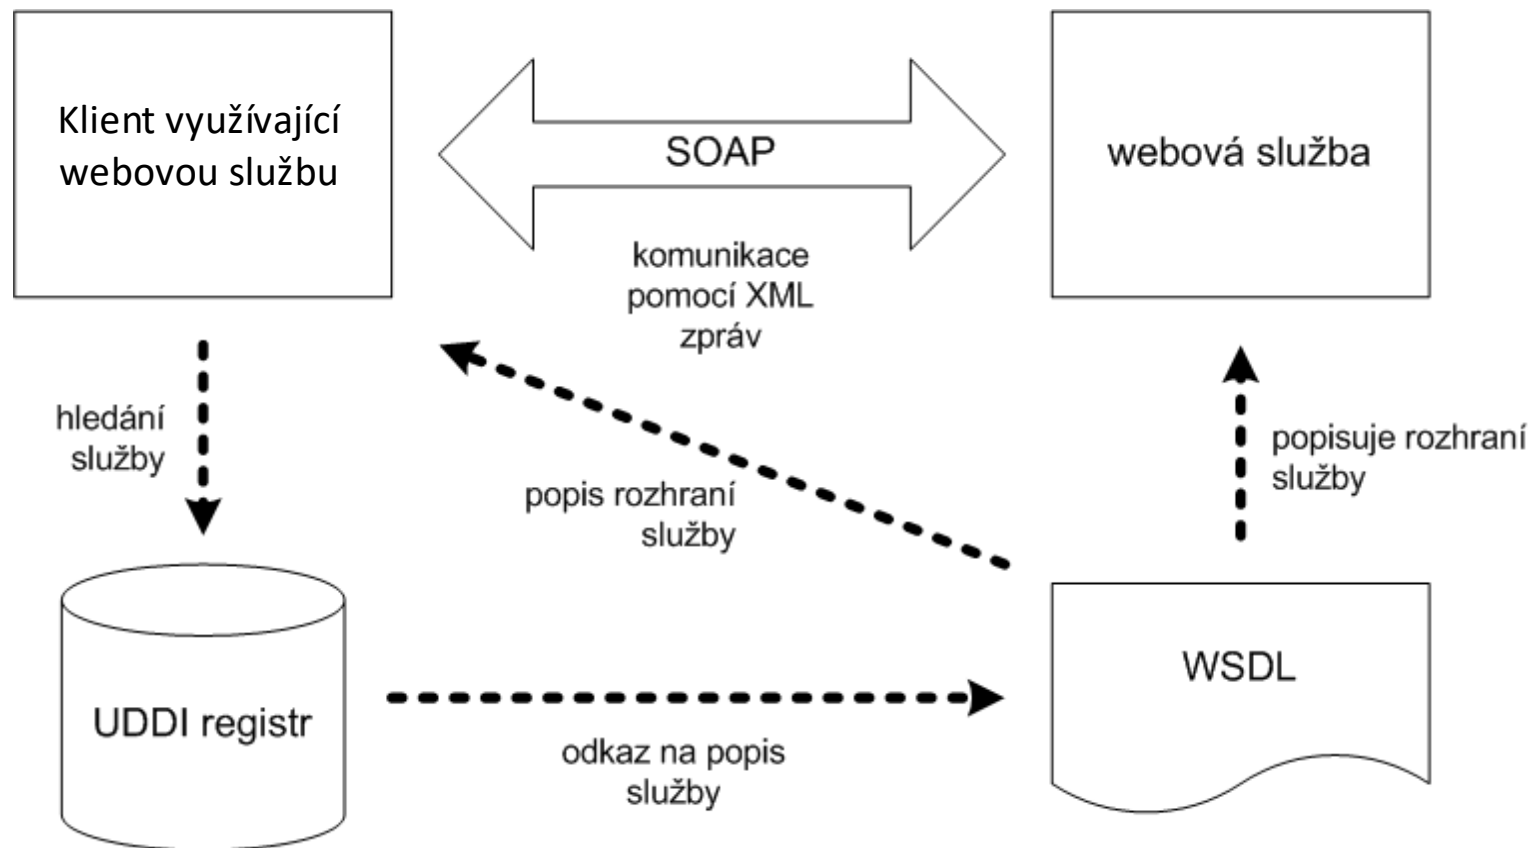 Klient využívající
webovou službu
SOAP
webová služba
komunikace
pomocí XML
zpráv
hledání
služby
popis rozhraní
služby
popisuje rozhraní
služby
UDDI registr
odkaz na popis
služby
WSDL